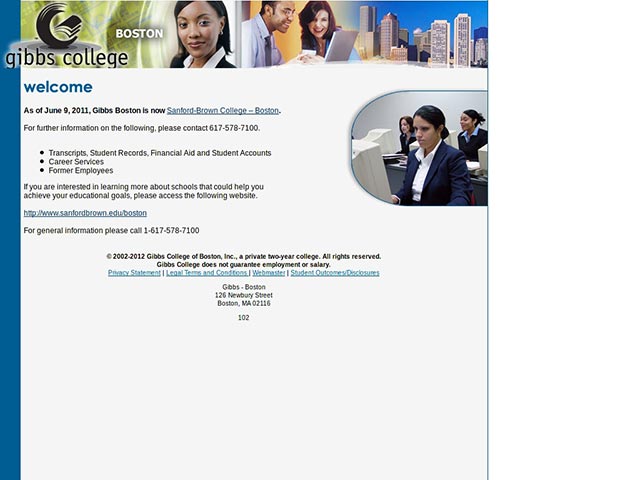 BOSTON
gibbs college
welcome
As of June 9, 2011, Gibbs Boston is now Sanford-Brown College – Boston.
For further information on the following, please contact 617-578-7100.
Transcripts, Student Records, Financial Aid and Student Accounts
Career Services
Former Employees
If you are interested in learning more about schools that could help you
achieve your educational goals, please access the following website.
http://www.sanfordbrown.edu/boston
For general information please call 1-617-578-7100
© 2002-2012 Gibbs College of Boston, Inc., a private two-year college. All rights reserved.
Gibbs College does not guarantee employment or salary.
Privacy Statement | Legal Terms and Conditions | Webmaster | Student Outcomes/Disclosures
Gibbs - Boston
126 Newbury Street
Boston, MA 02116
102